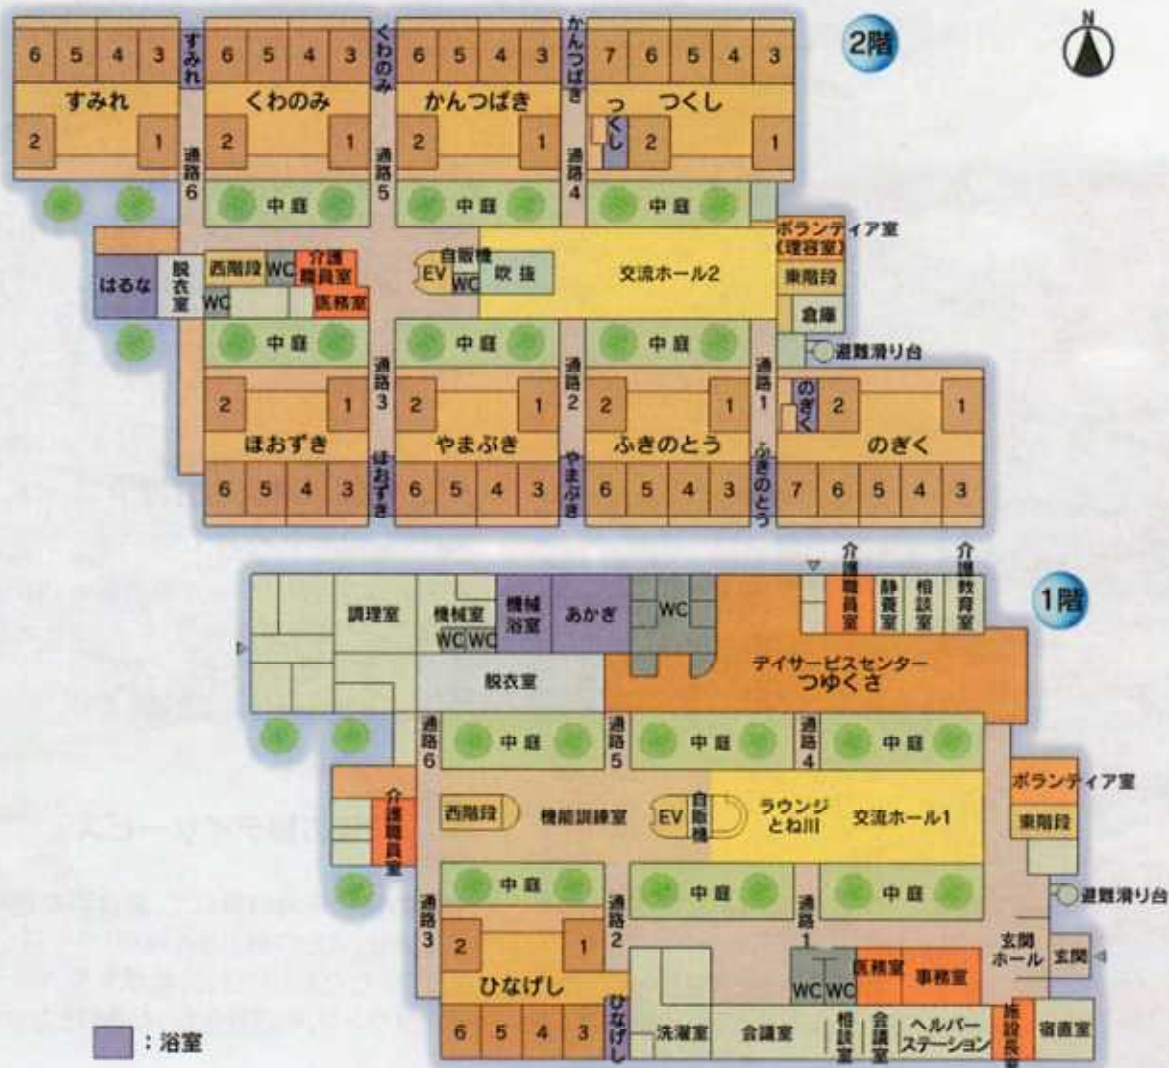 2階
N
すみれ
くわのみ
かんつばき
6 5 4 3
6 5 4 3
6 5 4 3
7 6 5 4 3
すみれ
くわのみ
かんつばき
つくし
つくし
2 1
2 1
2 1
2 1
通路6
通路5
通路4
中庭
中庭
中庭
はるな
脱衣室
西階段
WC
介護職員室
WC
医務室
EV
自販機
WC
吹抜
交流ホール2
ボランティア室
(理容室)
東階段
倉庫
中庭
中庭
中庭
避難滑り台
通路3
通路2
通路1
2 1
2 1
2 1
のぎく
2 1
ほおずき
やまぶき
ふきのとう
のぎく
6 5 4 3
ほおずき
6 5 4 3
やまぶき
6 5 4 3
ふきのとう
7 6 5 4 3
1階
調理室
機械室
WC WC
機械浴室
あかぎ
WC
介護職員室
静養室
相談室
介護教育室
脱衣室
デイサービスセンター
つゆくさ
通路6
中庭
通路5
中庭
通路4
中庭
介護職員室
西階段
機能訓練室
EV
自販機
ラウンジ
とね川
交流ホール1
ボランティア室
東階段
中庭
中庭
中庭
避難滑り台
通路3
通路2
通路1
2 1
ひなげし
6 5 4 3
ひなげし
洗濯室
会議室
WC WC
医務室
事務室
相談室
会議室
ヘルパー
ステーション
施設長室
宿直室
玄関
ホール
玄関
:浴室